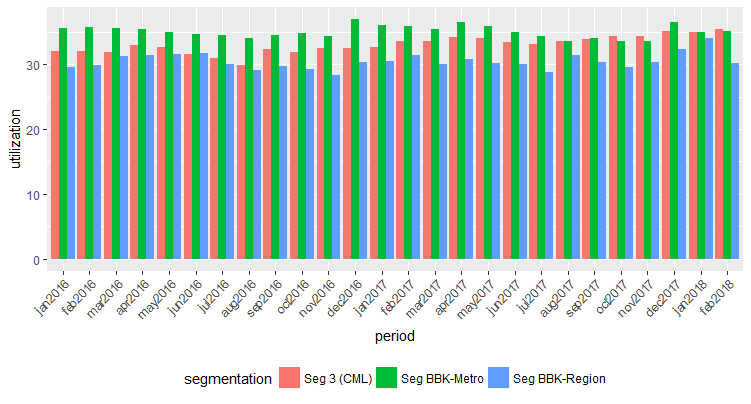 utilization
30
20
10
0
jan2016 feb2016 mar2016 apr2016 may2016 jun2016 jul2016 aug2016 sep2016 oct2016 nov2016 dec2016 jan2017 feb2017 mar2017 apr2017 may2017 jun2017 jul2017 aug2017 sep2017 oct2017 nov2017 dec2017 jan2018 feb2018
period
segmentation Seg 3 (CML) Seg BBK-Metro Seg BBK-Region